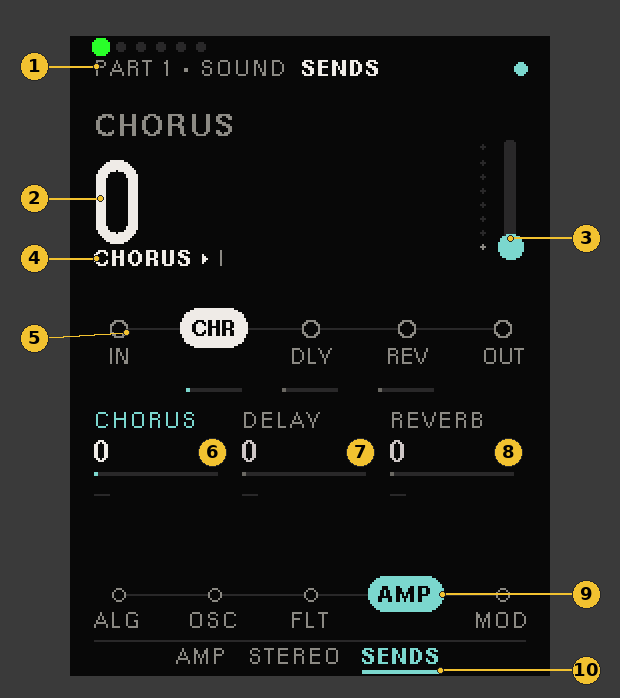 1 PART 1 · SOUND SENDS
CHORUS
2 0
3
4 CHORUS ▸ |
CHR
5
IN DLY REV OUT
CHORUS DELAY REVERB
0 6 0 7 0 8
AMP 9
ALG OSC FLT MOD
AMP STEREO SENDS
10